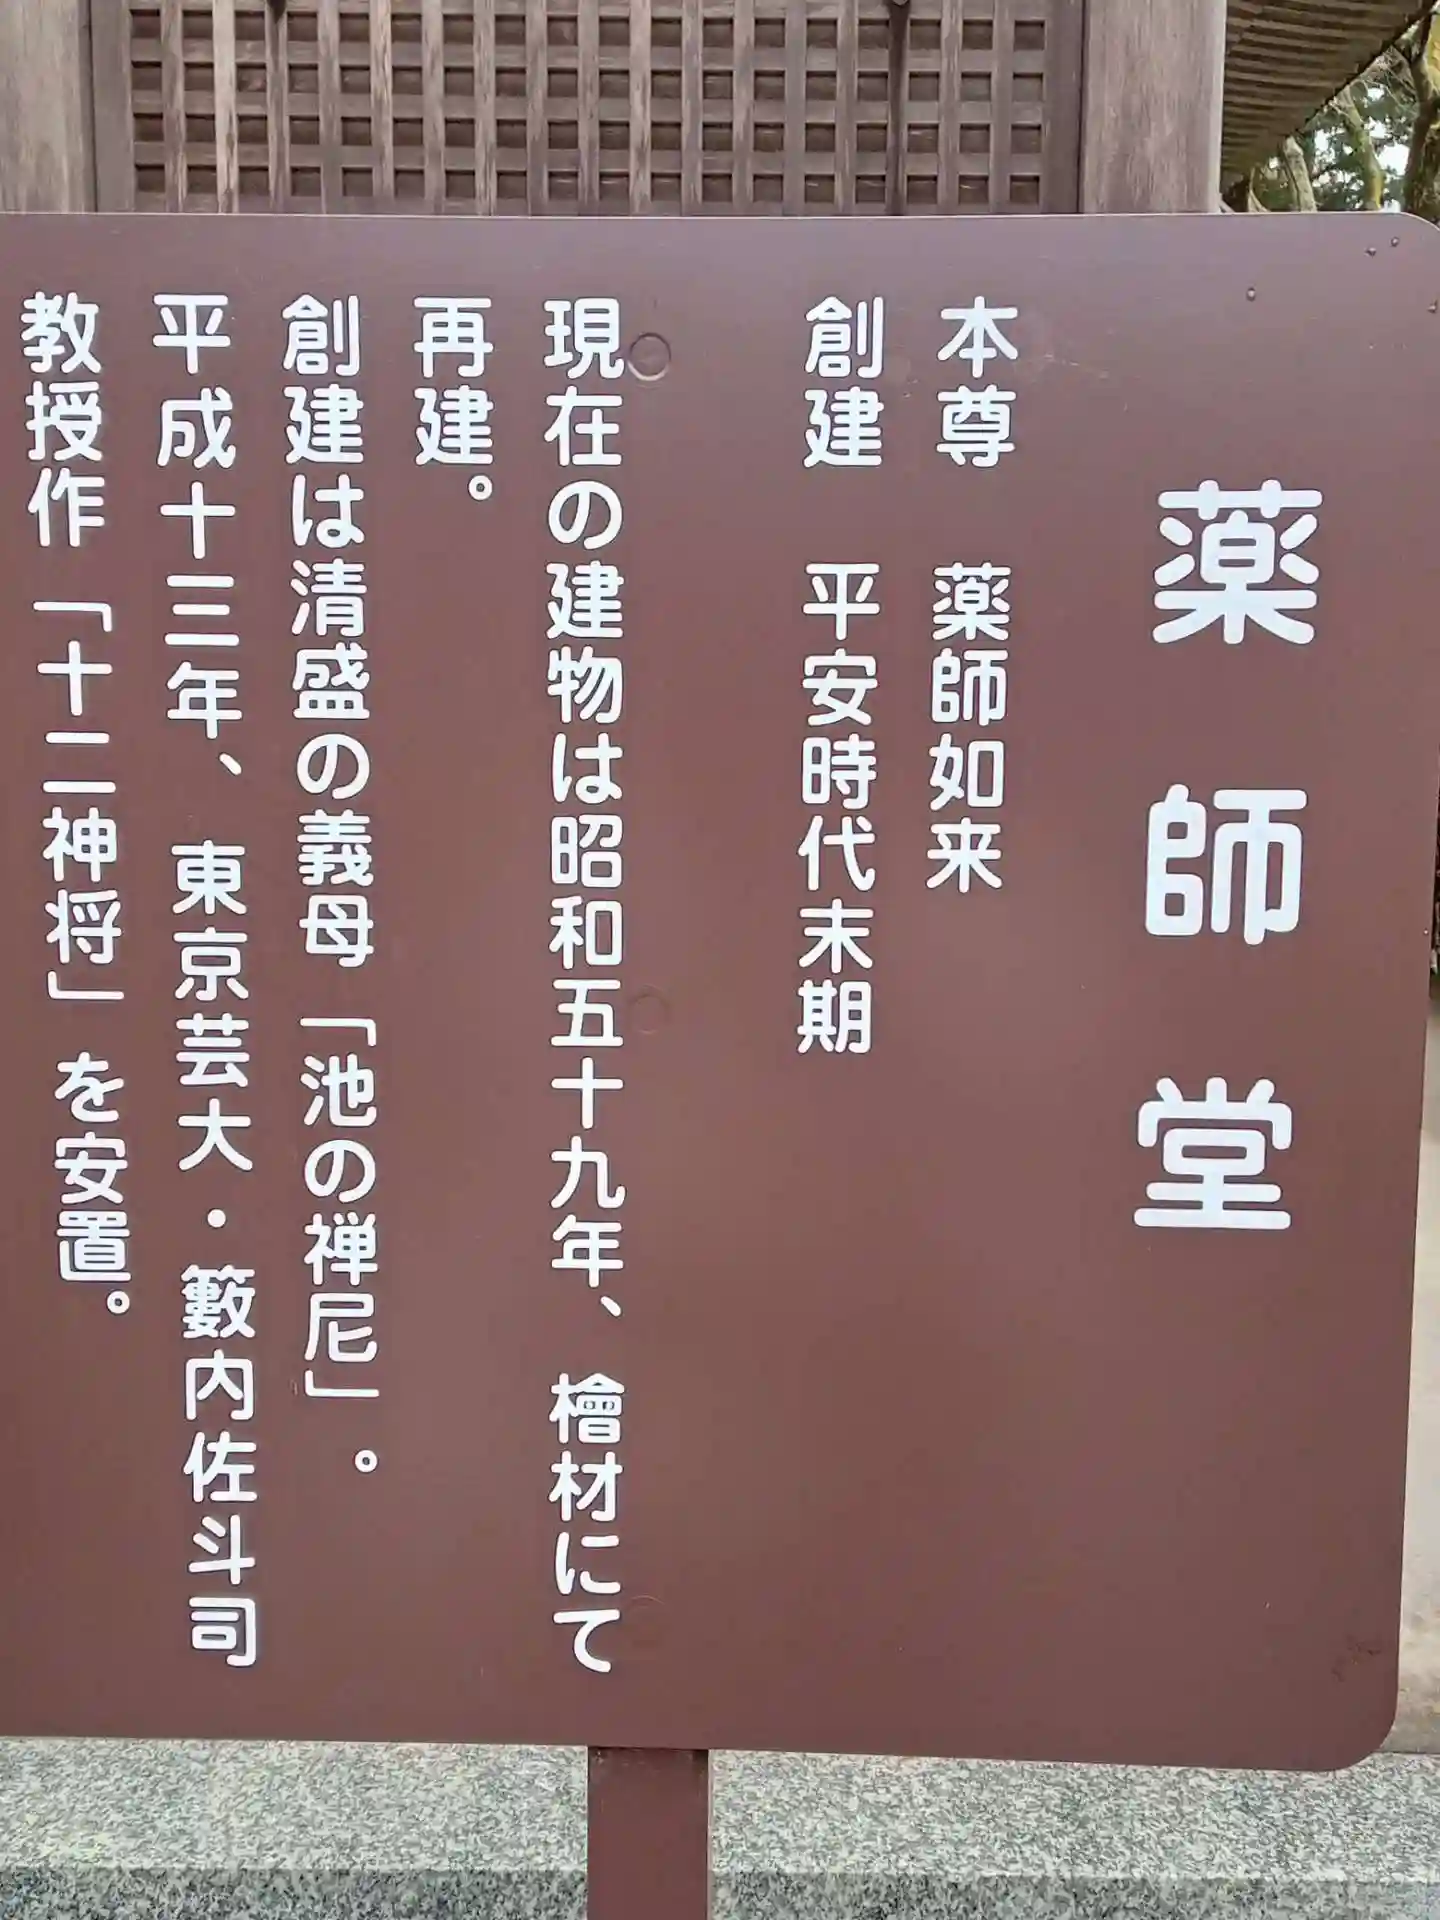 薬師堂
本尊　薬師如来
創建　平安時代末期
現在の建物は昭和五十九年、檜材にて
再建。
創建は清盛の義母「池の禅尼」。
平成十三年、東京芸大・籔内佐斗司
教授作「十二神将」を安置。